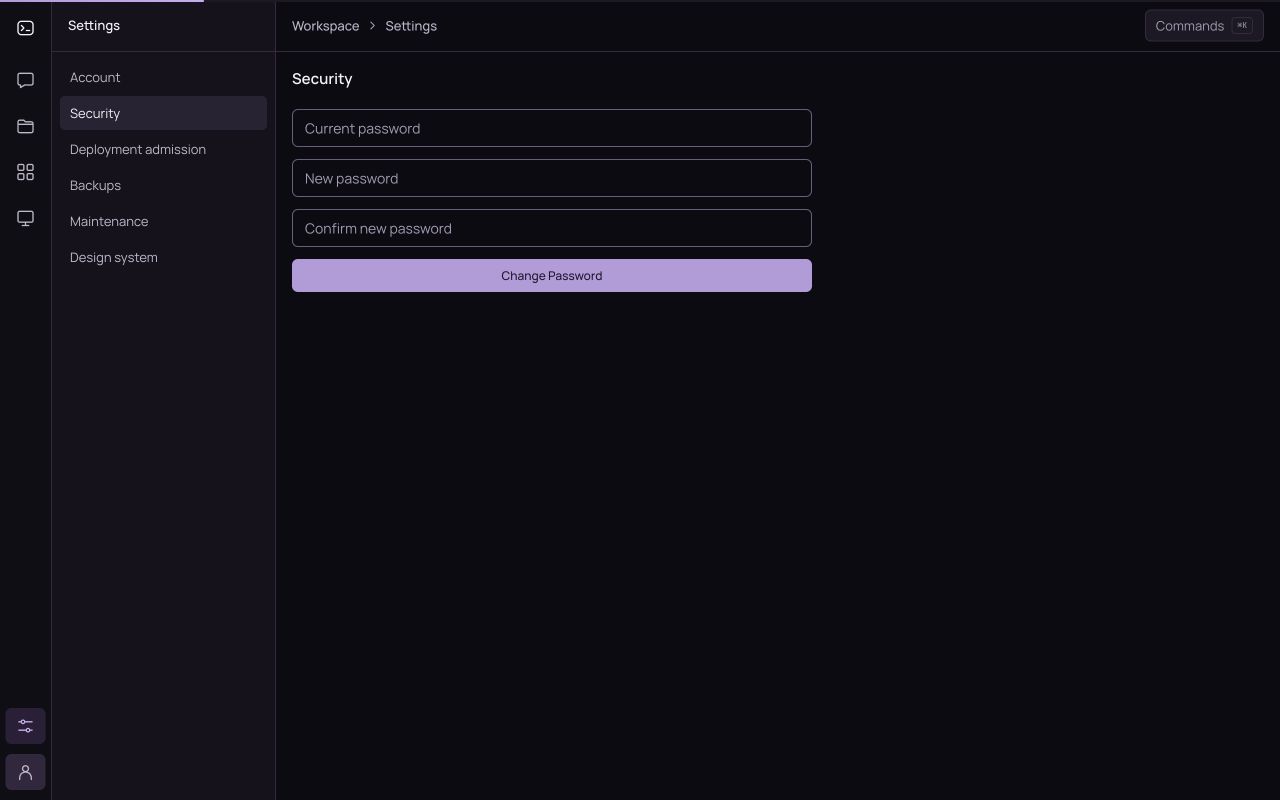 Settings
Workspace > Settings
Commands ⌘K
Account
Security
Deployment admission
Backups
Maintenance
Design system
Security
Current password
New password
Confirm new password
Change Password